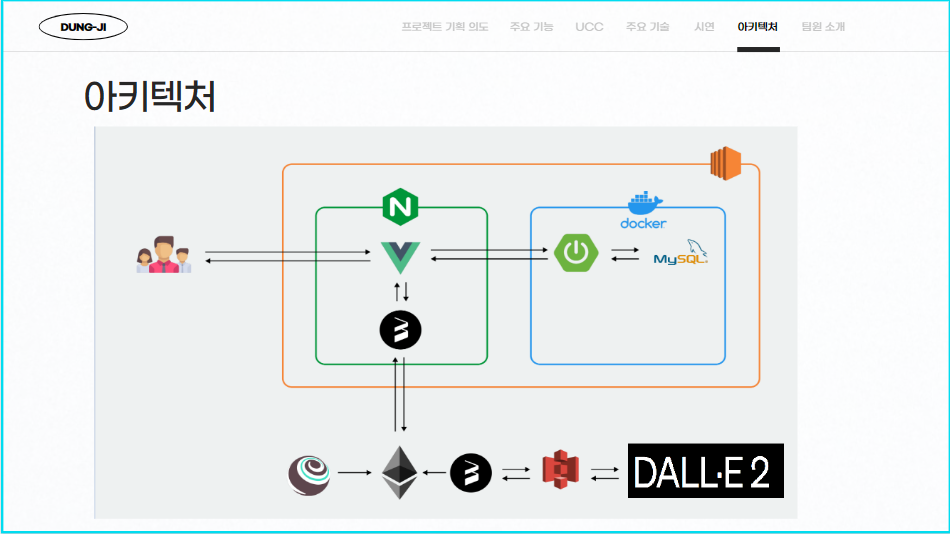 DUNG-JI
프로젝트 기획 의도
주요 기능
UCC
주요 기술
시연
아키텍처
팀원 소개
아키텍처
N
docker
MySQL
DALL·E 2